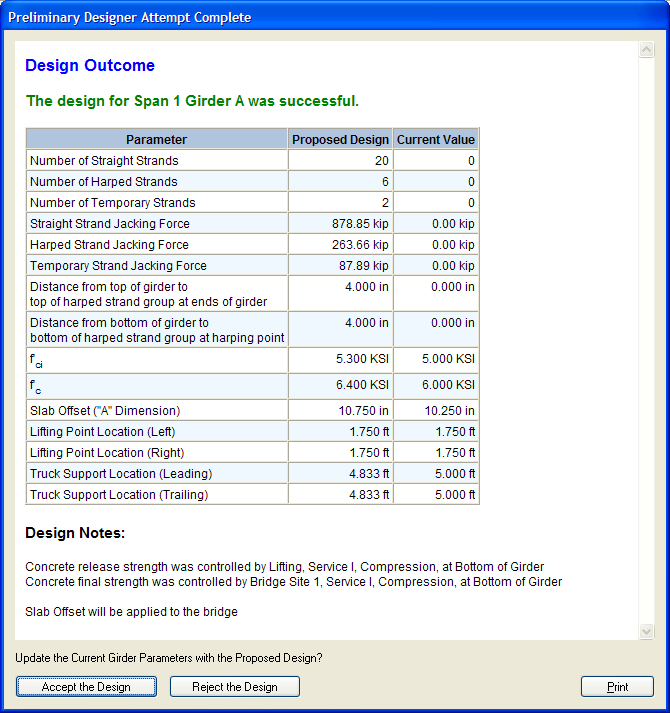 Preliminary Designer Attempt Complete
Design Outcome
The design for Span 1 Girder A was successful.
Parameter Proposed Design Current Value
Number of Straight Strands 20 0
Number of Harped Strands 6 0
Number of Temporary Strands 2 0
Straight Strand Jacking Force 878.85 kip 0.00 kip
Harped Strand Jacking Force 263.66 kip 0.00 kip
Temporary Strand Jacking Force 87.89 kip 0.00 kip
Distance from top of girder to
top of harped strand group at ends of girder 4.000 in 0.000 in
Distance from bottom of girder to
bottom of harped strand group at harping point 4.000 in 0.000 in
f'ci 5.300 KSI 5.000 KSI
f'c 6.400 KSI 6.000 KSI
Slab Offset ("A" Dimension) 10.750 in 10.250 in
Lifting Point Location (Left) 1.750 ft 1.750 ft
Lifting Point Location (Right) 1.750 ft 1.750 ft
Truck Support Location (Leading) 4.833 ft 5.000 ft
Truck Support Location (Trailing) 4.833 ft 5.000 ft
Design Notes:
Concrete release strength was controlled by Lifting, Service I, Compression, at Bottom of Girder
Concrete final strength was controlled by Bridge Site 1, Service I, Compression, at Bottom of Girder
Slab Offset will be applied to the bridge
Update the Current Girder Parameters with the Proposed Design?
Accept the Design Reject the Design Print